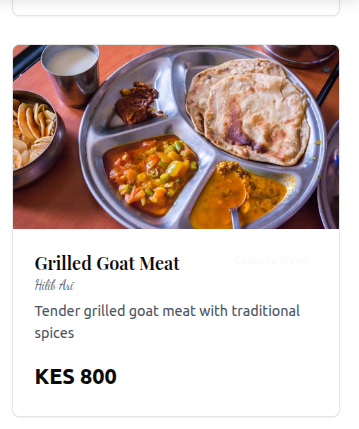 Grilled Goat Meat
Hilib Ari
Tender grilled goat meat with traditional
spices
KES 800